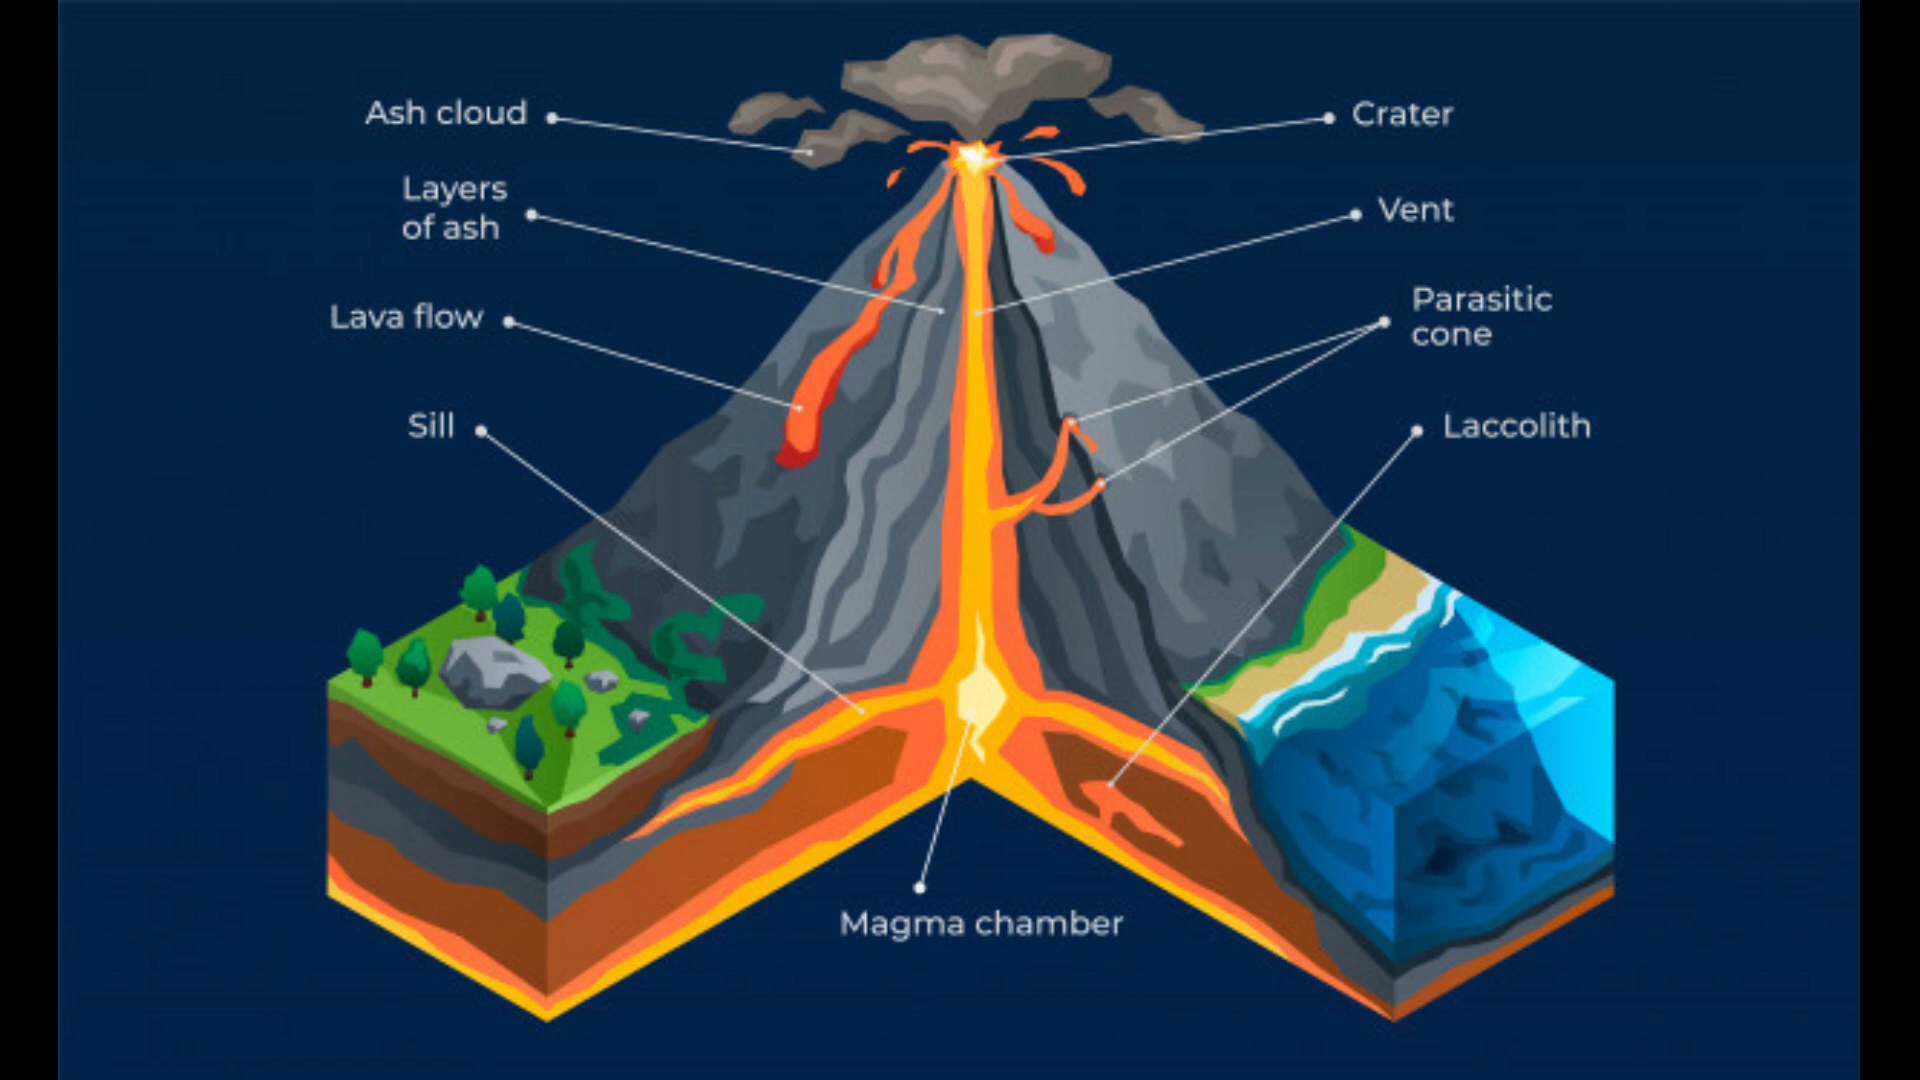 Ash cloud
Layers
of ash
Lava flow
Sill
Crater
Vent
Parasitic
cone
Laccolith
Magma chamber